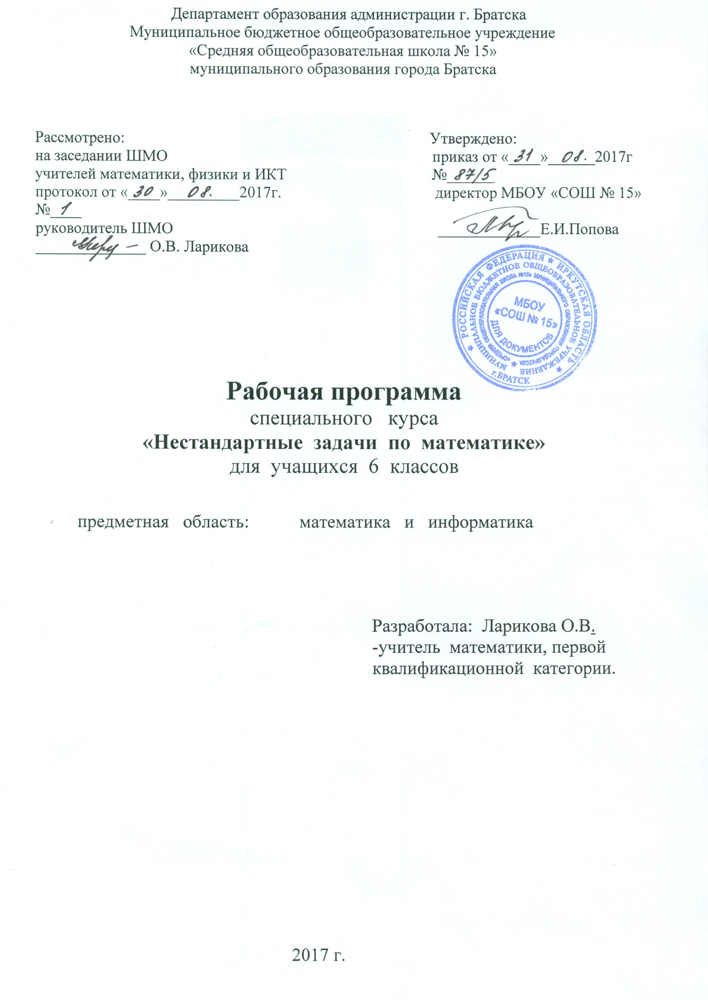 Департамент образования администрации г. Братска
Муниципальное бюджетное общеобразовательное учреждение
«Средняя общеобразовательная школа № 15»
муниципального образования города Братска
Рассмотрено:
на заседании ШМО
учителей математики, физики и ИКТ
протокол от «30» 08. 2017г.
№ 1
руководитель ШМО
О.В. Ларикова
Утверждено:
приказ от «31» 08. 2017г
№ 87/5
директор МБОУ «СОШ № 15»
Е.И.Попова
* РОССИЙСКАЯ ФЕДЕРАЦИЯ * ИРКУТСКАЯ ОБЛАСТЬ *
г.БРАТСК
МУНИЦИПАЛЬНОЕ БЮДЖЕТНОЕ ОБЩЕОБРАЗОВАТЕЛЬНОЕ УЧРЕЖДЕНИЕ
«СРЕДНЯЯ ОБЩЕОБРАЗОВАТЕЛЬНАЯ ШКОЛА №15» МУНИЦИПАЛЬНОГО ОБРАЗОВАНИЯ ГОРОДА БРАТСКА *
МБОУ
«СОШ № 15»
ДЛЯ ДОКУМЕНТОВ
Рабочая программа
специального курса
«Нестандартные задачи по математике»
для учащихся 6 классов
предметная область: математика и информатика
Разработала: Ларикова О.В.
-учитель математики, первой
квалификационной категории.
2017 г.